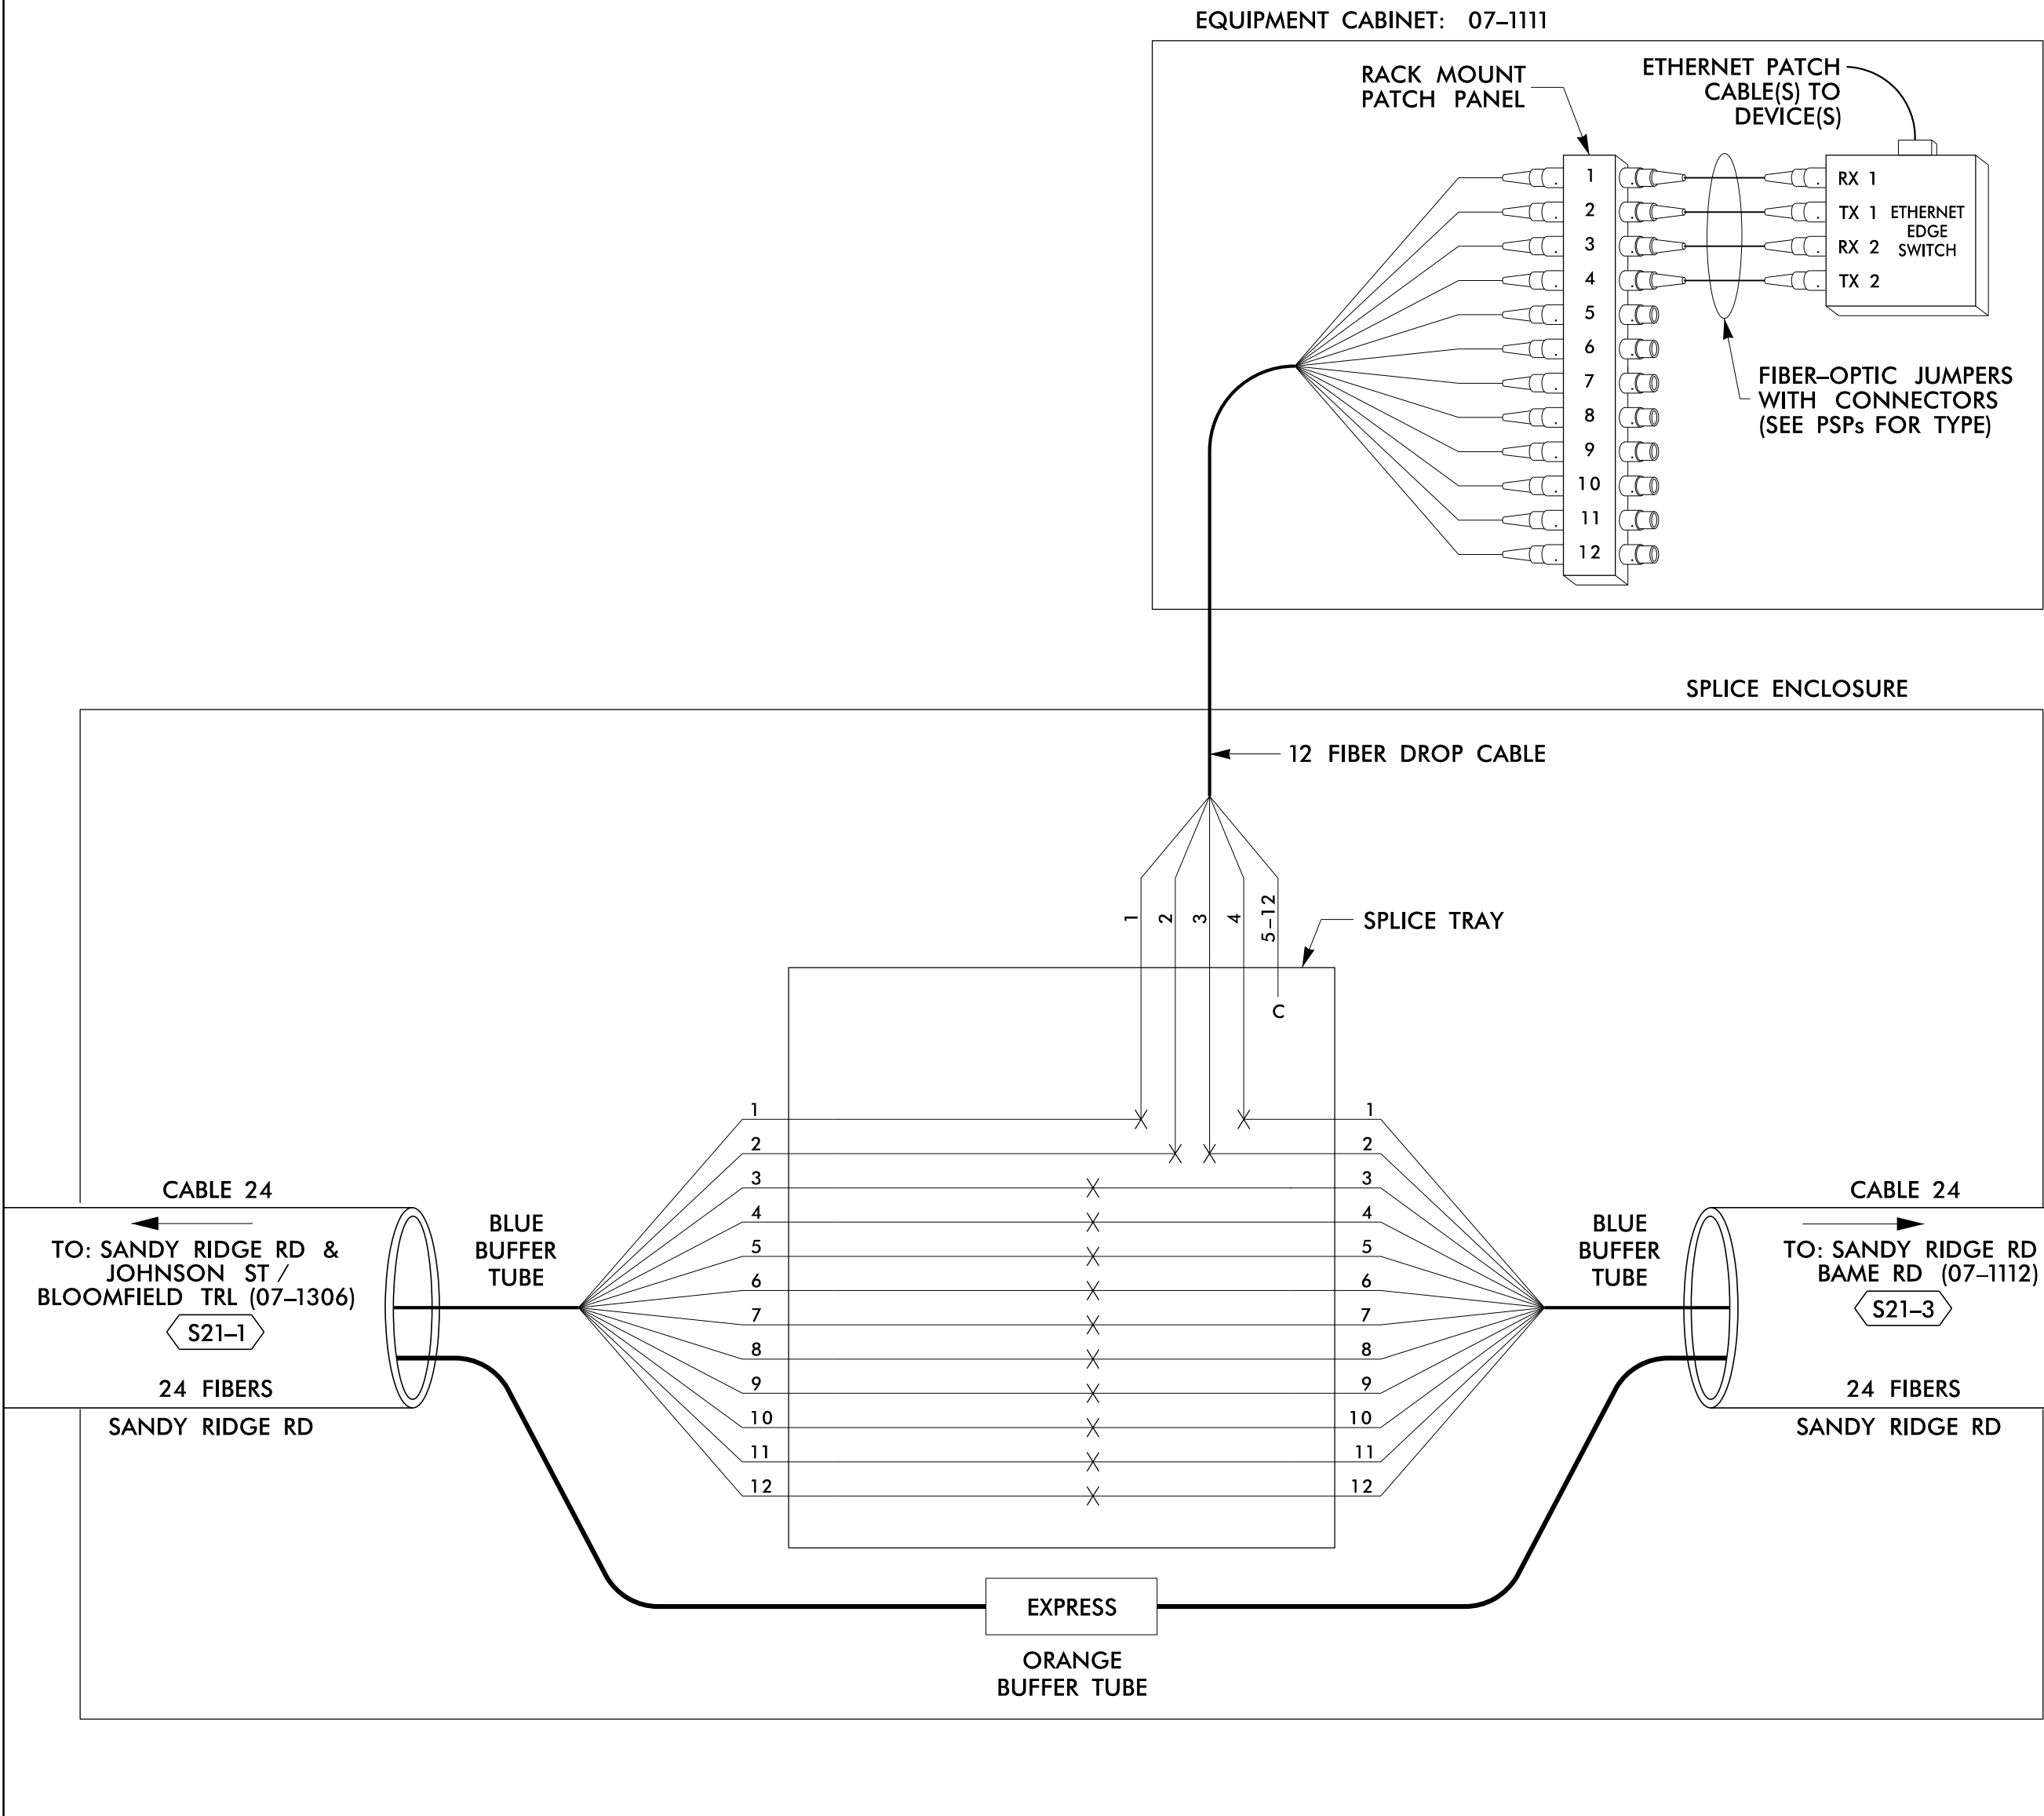 EQUIPMENT CABINET: 07-1111
RACK MOUNT
PATCH PANEL
ETHERNET PATCH
CABLE(S) TO
DEVICE(S)
1
2
3
4
5
6
7
8
9
10
11
12
RX 1
TX 1
RX 2
TX 2
ETHERNET
EDGE
SWITCH
FIBER-OPTIC JUMPERS
WITH CONNECTORS
(SEE PSPs FOR TYPE)
SPLICE ENCLOSURE
12 FIBER DROP CABLE
1
2
3
4
5-12
SPLICE TRAY
C
CABLE 24
TO: SANDY RIDGE RD &
JOHNSON ST /
BLOOMFIELD TRL (07-1306)
S21-1
24 FIBERS
SANDY RIDGE RD
BLUE
BUFFER
TUBE
1
2
3
4
5
6
7
8
9
10
11
12
1
2
3
4
5
6
7
8
9
10
11
12
BLUE
BUFFER
TUBE
CABLE 24
TO: SANDY RIDGE RD
BAME RD (07-1112)
S21-3
24 FIBERS
SANDY RIDGE RD
EXPRESS
ORANGE
BUFFER TUBE